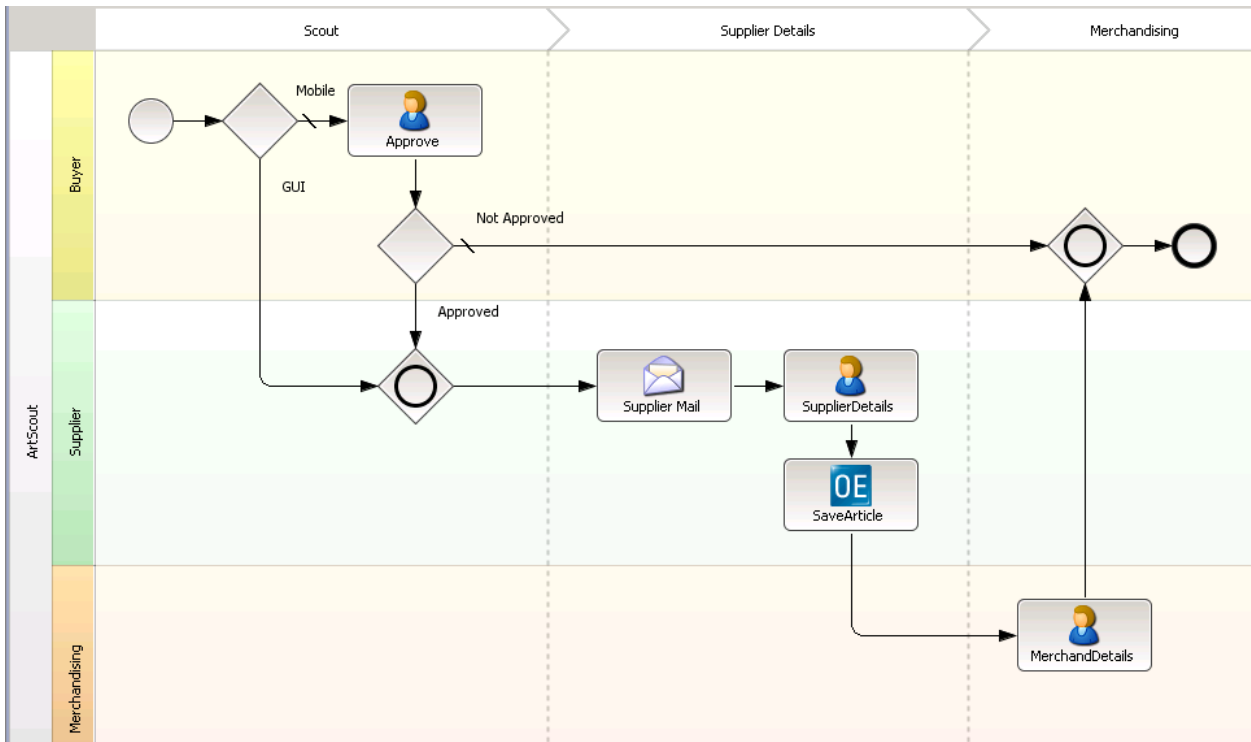 Scout
Supplier Details
Merchandising
Mobile
Approve
GUI
Buyer
Not Approved
Approved
ArtScout
Supplier
Supplier Mail
SupplierDetails
OE
SaveArticle
Merchandising
MerchandDetails